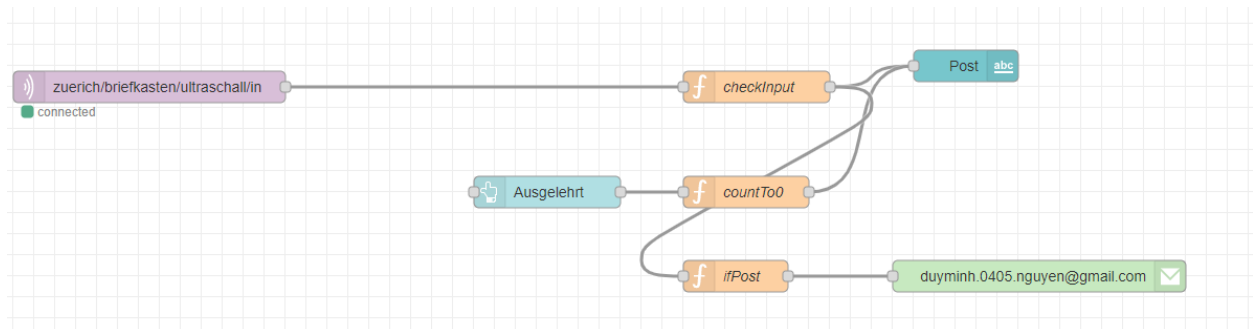 Post abc
zuerich/briefkasten/ultraschall/in
checkInput
connected
Ausgelehrt
countTo0
ifPost
duyminh.0405.nguyen@gmail.com